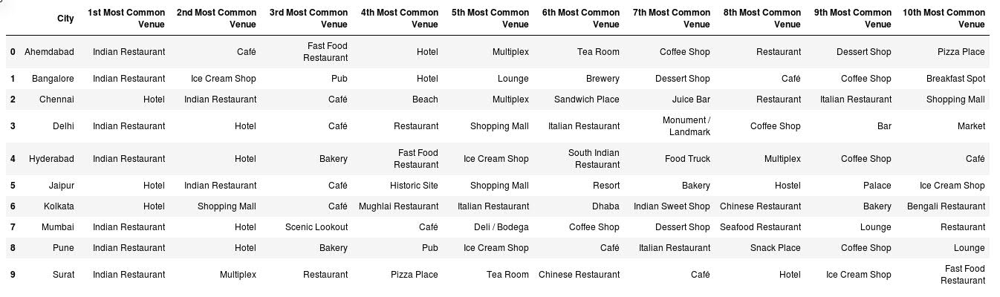 City 1st Most Common Venue 2nd Most Common Venue 3rd Most Common Venue 4th Most Common Venue 5th Most Common Venue 6th Most Common Venue 7th Most Common Venue 8th Most Common Venue 9th Most Common Venue 10th Most Common Venue
0 Ahemdabad Indian Restaurant Café Fast Food Restaurant Hotel Multiplex Tea Room Coffee Shop Restaurant Dessert Shop Pizza Place
1 Bangalore Indian Restaurant Ice Cream Shop Pub Hotel Lounge Brewery Dessert Shop Café Coffee Shop Breakfast Spot
2 Chennai Hotel Indian Restaurant Café Beach Multiplex Sandwich Place Juice Bar Restaurant Italian Restaurant Shopping Mall
3 Delhi Indian Restaurant Hotel Café Restaurant Shopping Mall Italian Restaurant Monument / Landmark Coffee Shop Bar Market
4 Hyderabad Indian Restaurant Hotel Bakery Fast Food Restaurant Ice Cream Shop South Indian Restaurant Food Truck Multiplex Coffee Shop Café
5 Jaipur Hotel Indian Restaurant Café Historic Site Shopping Mall Resort Bakery Hostel Palace Ice Cream Shop
6 Kolkata Hotel Shopping Mall Café Mughlai Restaurant Italian Restaurant Dhaba Indian Sweet Shop Chinese Restaurant Bakery Bengali Restaurant
7 Mumbai Indian Restaurant Hotel Scenic Lookout Café Deli / Bodega Coffee Shop Dessert Shop Seafood Restaurant Lounge Restaurant
8 Pune Indian Restaurant Hotel Bakery Pub Ice Cream Shop Café Italian Restaurant Snack Place Coffee Shop Lounge
9 Surat Indian Restaurant Multiplex Restaurant Pizza Place Tea Room Chinese Restaurant Café Hotel Ice Cream Shop Fast Food Restaurant